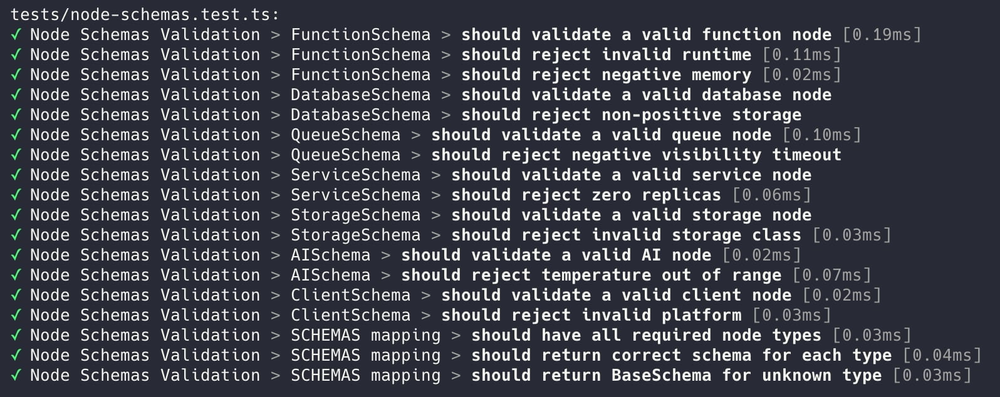 tests/node-schemas.test.ts:
✓ Node Schemas Validation > FunctionSchema > should validate a valid function node [0.19ms]
✓ Node Schemas Validation > FunctionSchema > should reject invalid runtime [0.11ms]
✓ Node Schemas Validation > FunctionSchema > should reject negative memory [0.02ms]
✓ Node Schemas Validation > DatabaseSchema > should validate a valid database node
✓ Node Schemas Validation > DatabaseSchema > should reject non-positive storage
✓ Node Schemas Validation > QueueSchema > should validate a valid queue node [0.10ms]
✓ Node Schemas Validation > QueueSchema > should reject negative visibility timeout
✓ Node Schemas Validation > ServiceSchema > should validate a valid service node
✓ Node Schemas Validation > ServiceSchema > should reject zero replicas [0.06ms]
✓ Node Schemas Validation > StorageSchema > should validate a valid storage node
✓ Node Schemas Validation > StorageSchema > should reject invalid storage class [0.03ms]
✓ Node Schemas Validation > AISchema > should validate a valid AI node [0.02ms]
✓ Node Schemas Validation > AISchema > should reject temperature out of range [0.07ms]
✓ Node Schemas Validation > ClientSchema > should validate a valid client node [0.02ms]
✓ Node Schemas Validation > ClientSchema > should reject invalid platform [0.03ms]
✓ Node Schemas Validation > SCHEMAS mapping > should have all required node types [0.03ms]
✓ Node Schemas Validation > SCHEMAS mapping > should return correct schema for each type [0.04ms]
✓ Node Schemas Validation > SCHEMAS mapping > should return BaseSchema for unknown type [0.03ms]